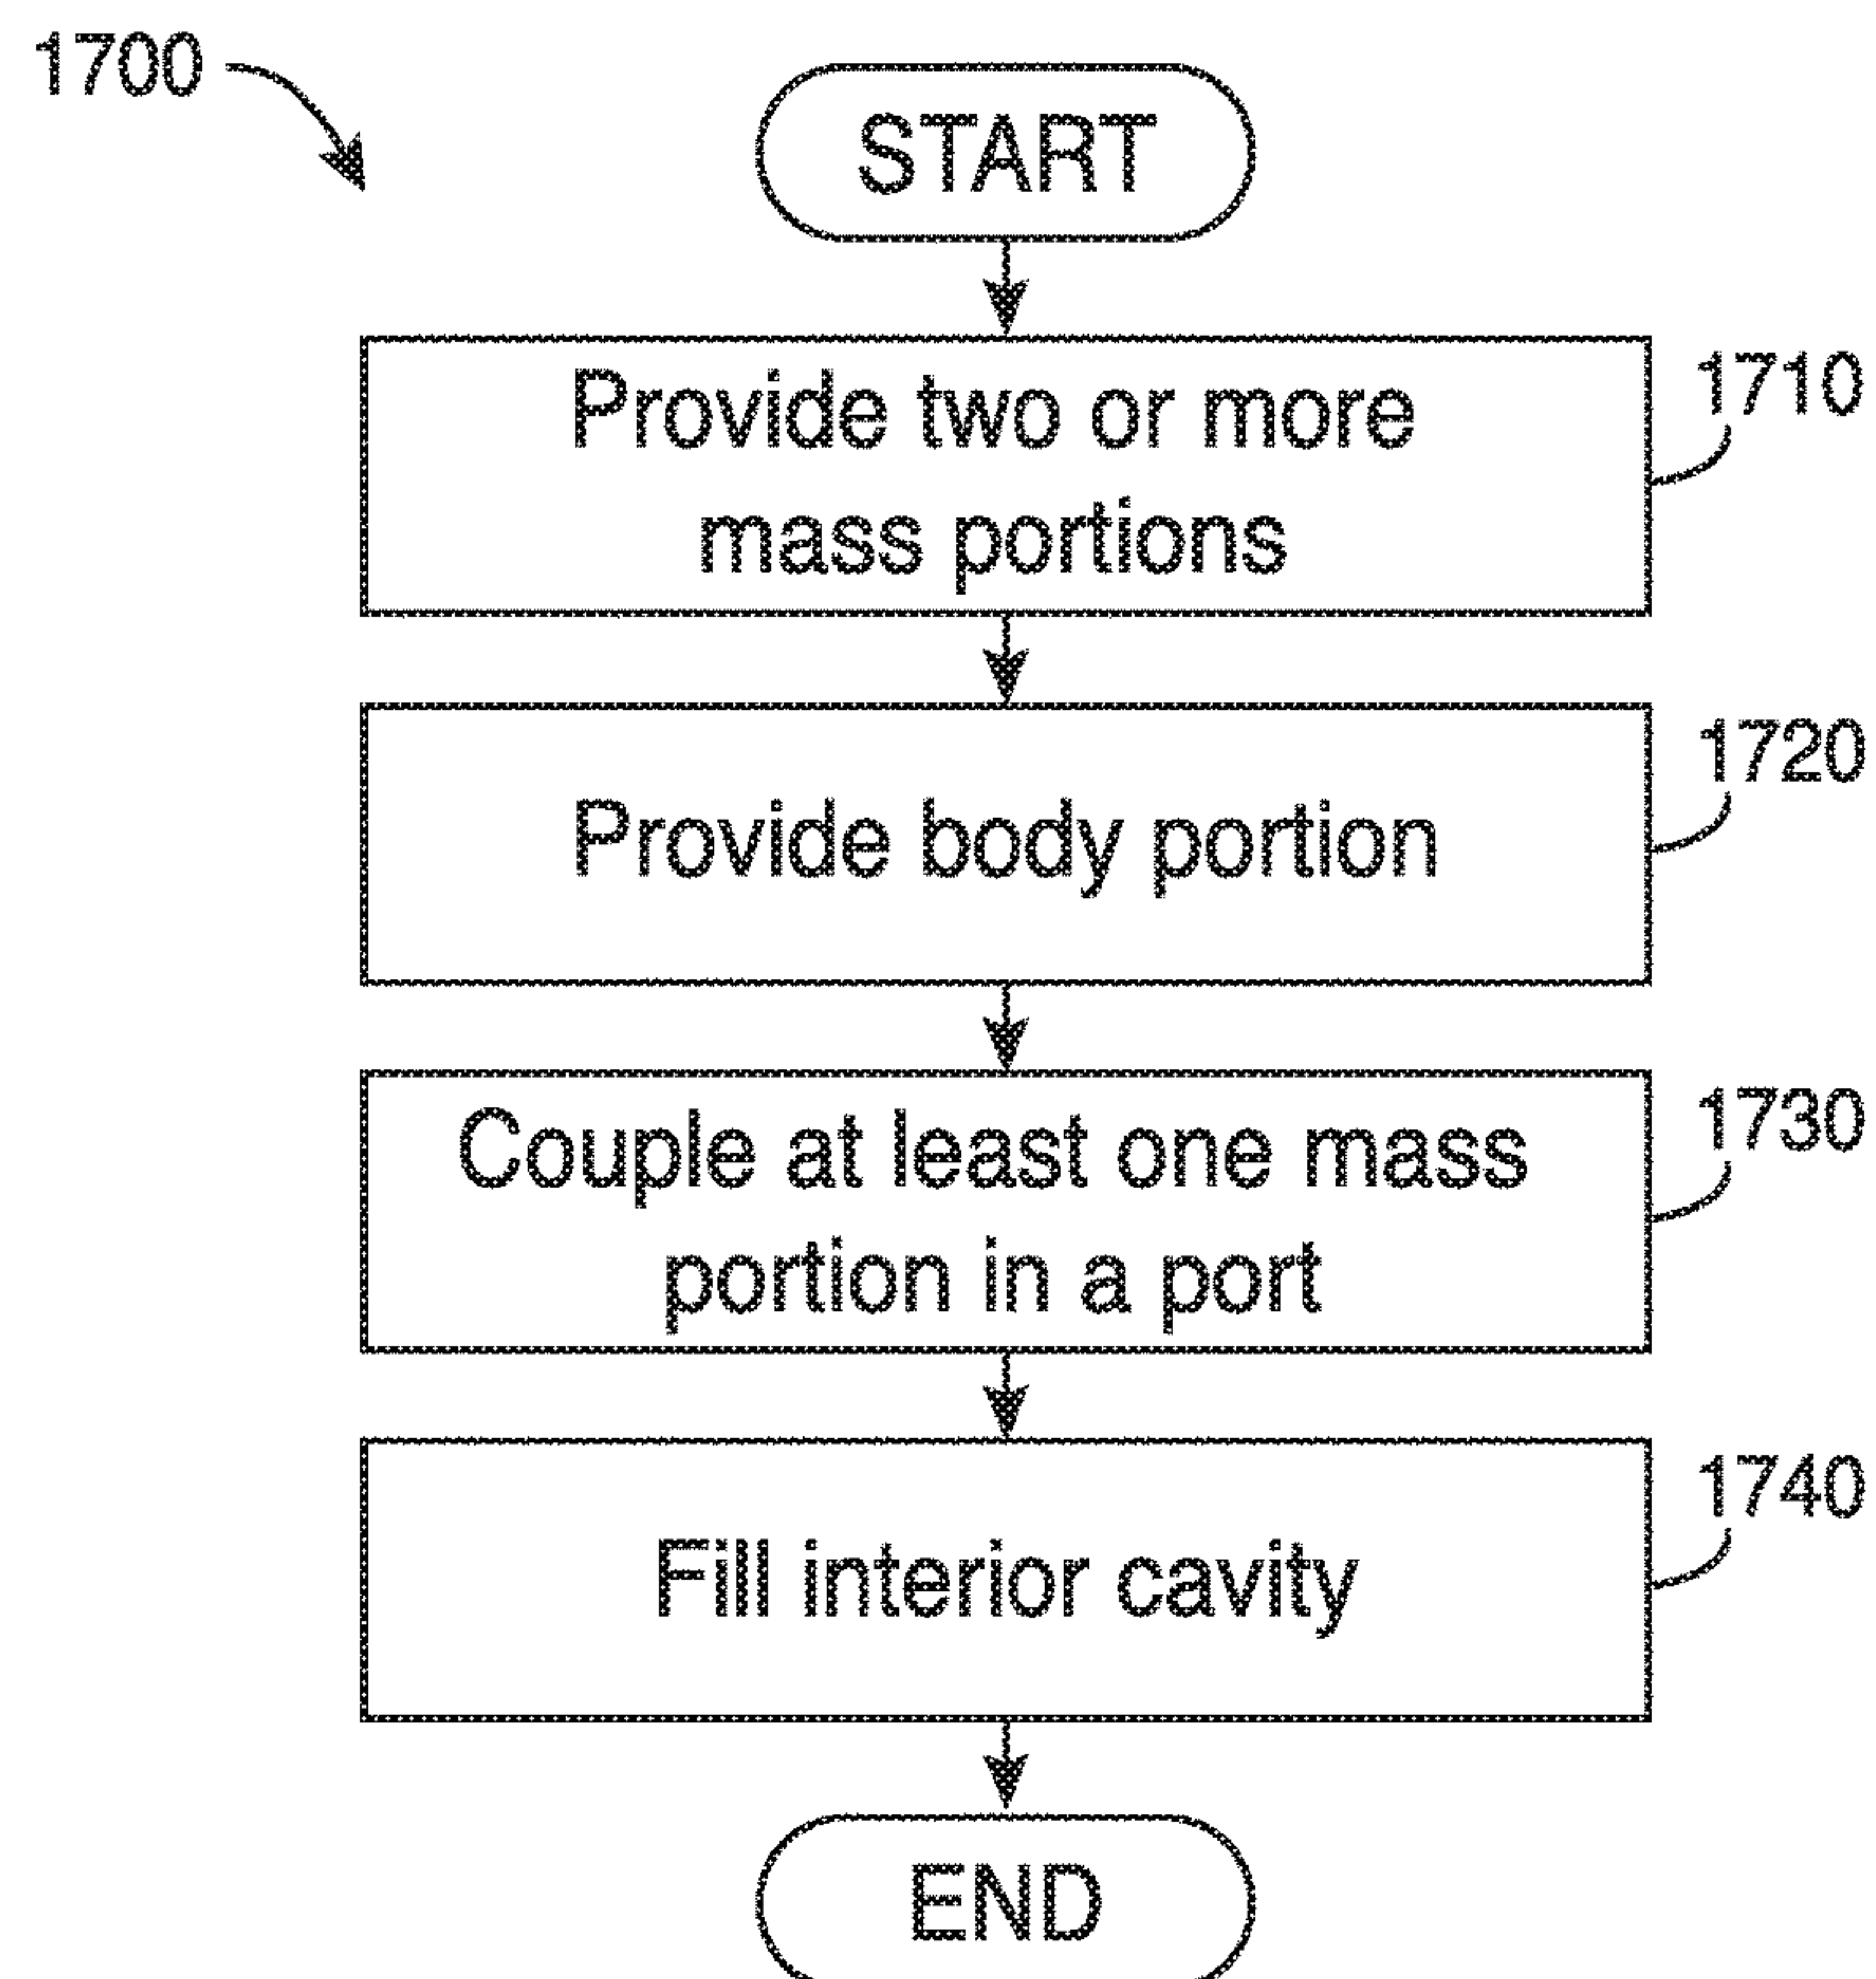 1700
START
Provide two or more
mass portions
1710
Provide body portion
1720
Couple at least one mass
portion in a port
1730
Fill interior cavity
1740
END